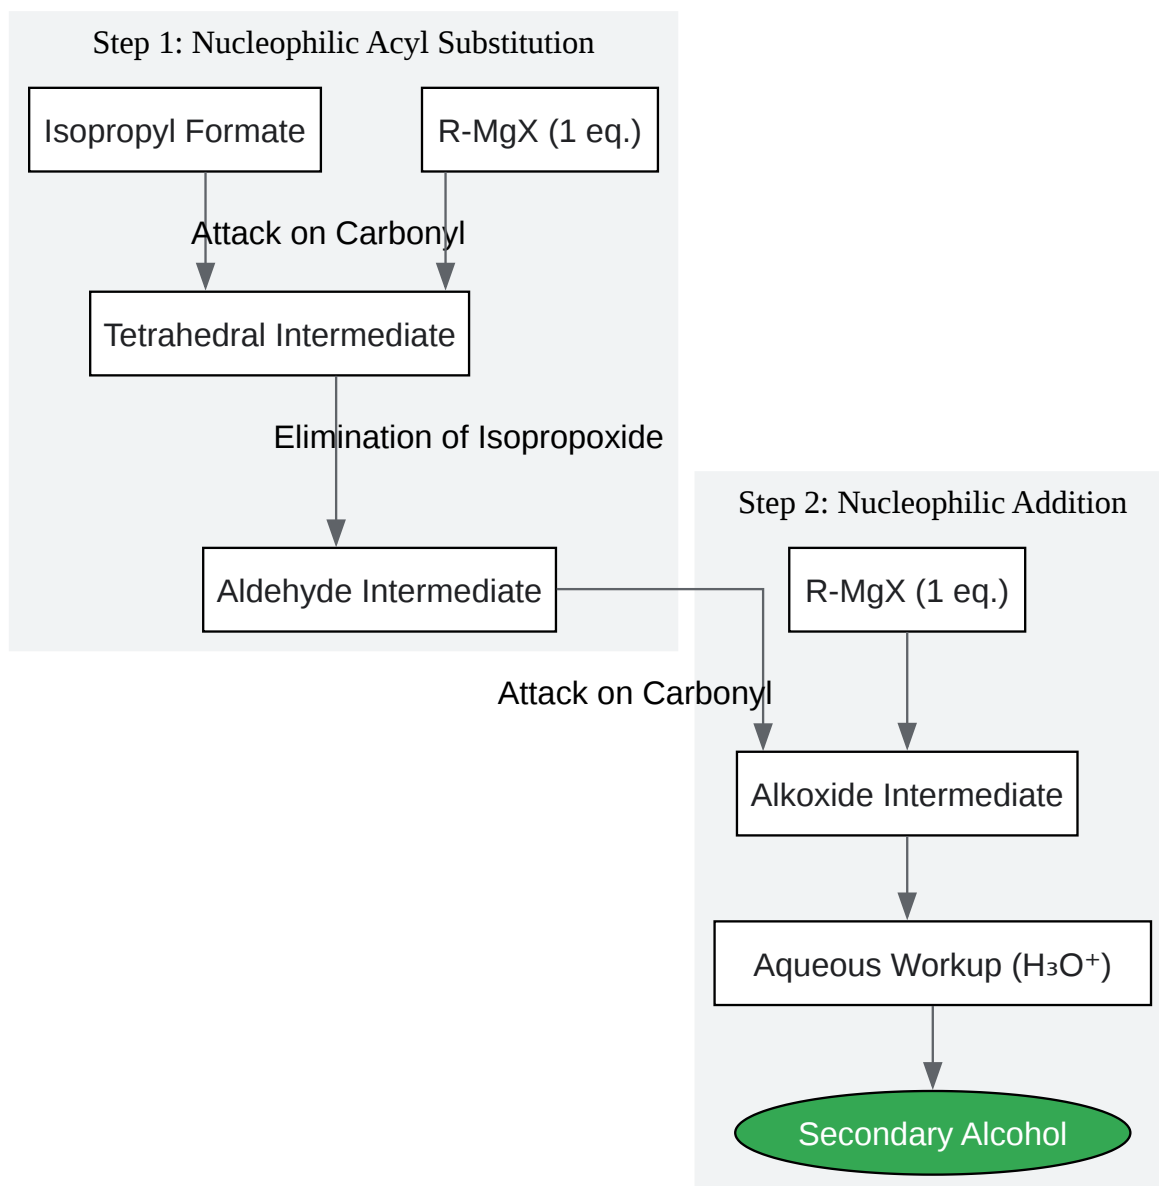 Step 1: Nucleophilic Acyl Substitution
Isopropyl Formate
R-MgX (1 eq.)
Attack on Carbonyl
Tetrahedral Intermediate
Elimination of Isopropoxide
Aldehyde Intermediate
Step 2: Nucleophilic Addition
R-MgX (1 eq.)
Attack on Carbonyl
Alkoxide Intermediate
Aqueous Workup (H₃O⁺)
Secondary Alcohol